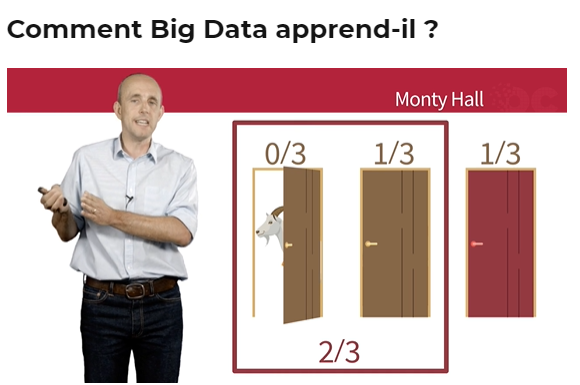 Comment Big Data apprend-il ?
Monty Hall
0/3 1/3 1/3
2/3